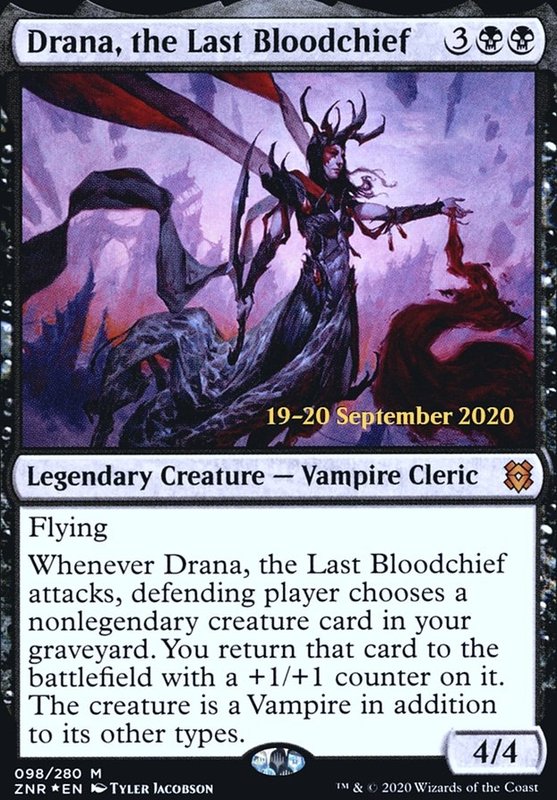 Drana, the Last Bloodchief 3
19–20 September 2020
Legendary Creature — Vampire Cleric
Flying
Whenever Drana, the Last Bloodchief
attacks, defending player chooses a
nonlegendary creature card in your
graveyard. You return that card to the
battlefield with a +1/+1 counter on it.
The creature is a Vampire in addition
to its other types.
4/4
098/280 M
ZNR ★ EN Tyler Jacobson
™ & © 2020 Wizards of the Coast